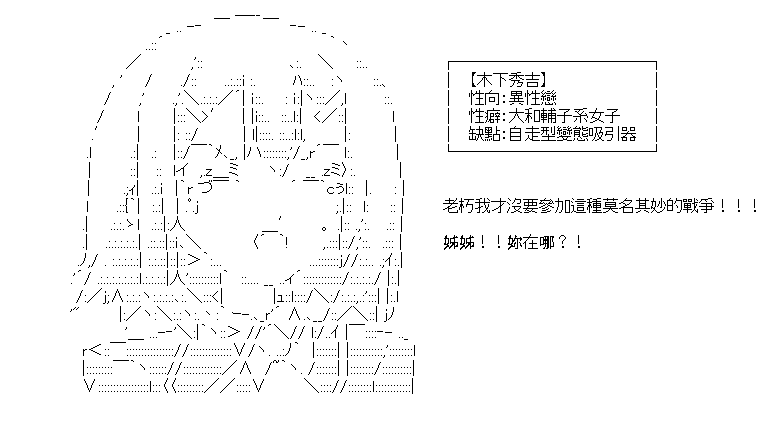 【木下秀吉】
性向：異性戀
性癖：大和輔子系女子
缺點：自走型變態吸引器
老朽我才沒要參加這種莫名其妙的戰爭！！！
姊姊！！妳在哪？！